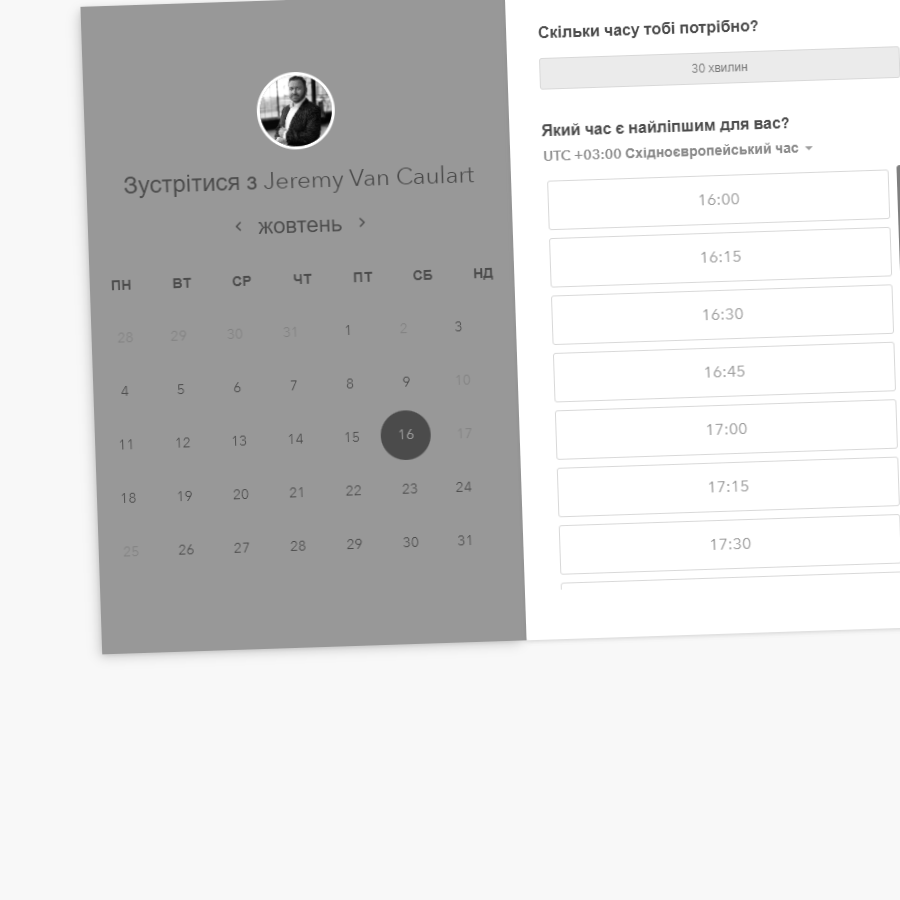 Зустрітися з Jeremy Van Caulart
жовтень
ПН ВТ СР ЧТ ПТ СБ НД
28 29 30 31 1 2 3
4 5 6 7 8 9 10
11 12 13 14 15 16 17
18 19 20 21 22 23 24
25 26 27 28 29 30 31
Скільки часу тобі потрібно?
30 хвилин
Який час є найліпшим для вас?
UTC +03:00 Східноєвропейський час
16:00
16:15
16:30
16:45
17:00
17:15
17:30